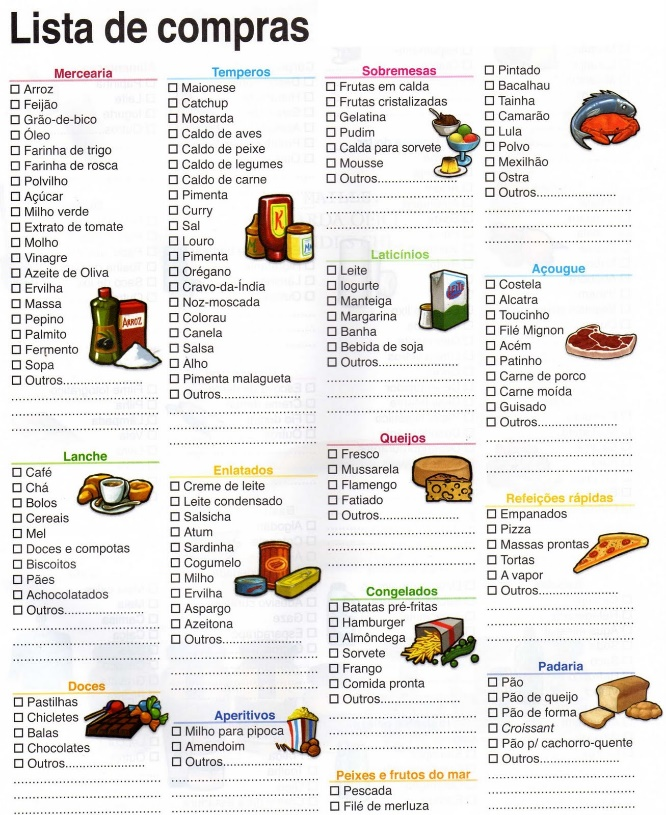 Lista de compras
Mercearia
Arroz
Feijão
Grão-de-bico
Óleo
Farinha de trigo
Farinha de rosca
Polvilho
Açúcar
Milho verde
Extrato de tomate
Molho
Vinagre
Azeite de Oliva
Ervilha
Massa
Pepino
Palmito
Fermento
Sopa
Outros
ARROZ
Lanche
Café
Chá
Bolos
Cereais
Mel
Doces e compotas
Biscoitos
Pães
Achocolatados
Outros
Doces
Pastilhas
Chicletes
Balas
Chocolates
Outros
Temperos
Maionese
Catchup
Mostarda
Caldo de aves
Caldo de peixe
Caldo de legumes
Caldo de carne
Pimenta
Curry
Sal
Louro
Pimenta
Orégano
Cravo-da-Índia
Noz-moscada
Colorau
Canela
Salsa
Alho
Pimenta malagueta
Outros
K
Enlatados
Creme de leite
Leite condensado
Salsicha
Atum
Sardinha
Cogumelo
Milho
Ervilha
Aspargo
Azeitona
Outros
Aperitivos
Milho para pipoca
Amendoim
Outros
Sobremesas
Frutas em calda
Frutas cristalizadas
Gelatina
Pudim
Calda para sorvete
Mousse
Outros
Laticínios
Leite
Iogurte
Manteiga
Margarina
Banha
Bebida de soja
Outros
Queijos
Fresco
Mussarela
Flamengo
Fatiado
Outros
Congelados
Batatas pré-fritas
Hamburger
Almôndega
Sorvete
Frango
Comida pronta
Outros
Peixes e frutos do mar
Pescada
Filé de merluza
Pintado
Bacalhau
Tainha
Camarão
Lula
Polvo
Mexilhão
Ostra
Outros
Açougue
Costela
Alcatra
Toucinho
Filé Mignon
Acém
Patinho
Carne de porco
Carne moída
Guisado
Outros
Refeições rápidas
Empanados
Pizza
Massas prontas
Tortas
A vapor
Outros
Padaria
Pão
Pão de queijo
Pão de forma
Croissant
Pão p/ cachorro-quente
Outros